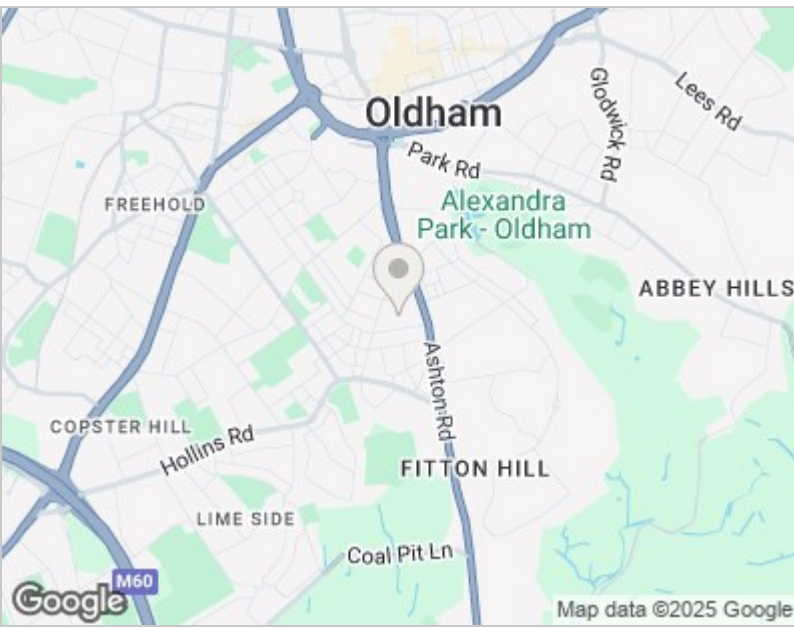 Oldham
Glodwick Rd
Lees Rd
Park Rd
FREEHOLD
Alexandra
Park - Oldham
ABBEY HILLS
Ashton Rd
COPSTER HILL
Hollins Rd
FITTON HILL
LIME SIDE
Coal Pit Ln
M60
Google
Map data ©2025 Google